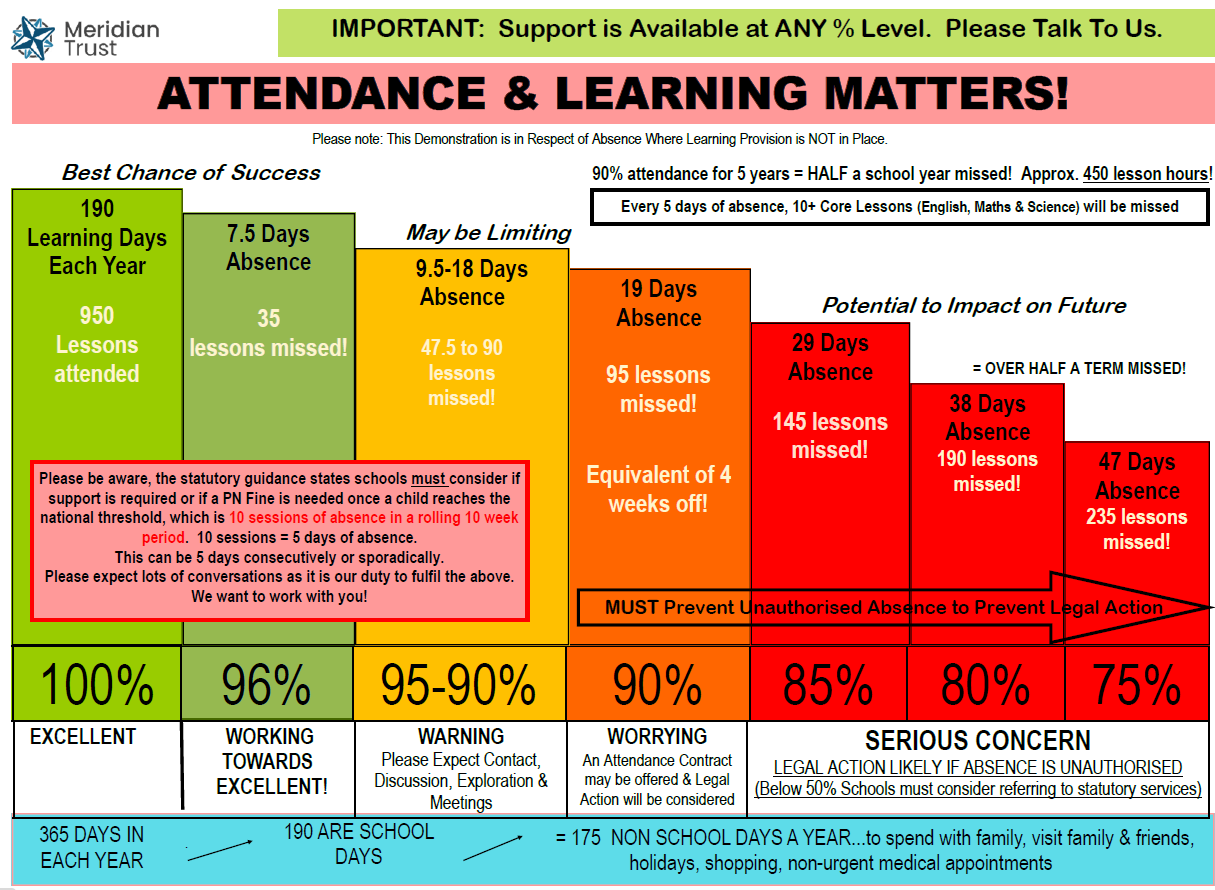 Meridian
Trust
IMPORTANT: Support is Available at ANY % Level. Please Talk To Us.
ATTENDANCE & LEARNING MATTERS!
Please note: This Demonstration is in Respect of Absence Where Learning Provision is NOT in Place.
Best Chance of Success
90% attendance for 5 years = HALF a school year missed! Approx. 450 lesson hours!
Every 5 days of absence, 10+ Core Lessons (English, Maths & Science) will be missed
190
Learning Days
Each Year
950
Lessons
attended
7.5 Days
Absence
35
lessons missed!
May be Limiting
9.5-18 Days
Absence
47.5 to 90
lessons
missed!
19 Days
Absence
95 lessons
missed!
Equivalent of 4
weeks off!
Potential to Impact on Future
29 Days
Absence
145 lessons
missed!
= OVER HALF A TERM MISSED!
38 Days
Absence
190 lessons
missed!
47 Days
Absence
235 lessons
missed!
Please be aware, the statutory guidance states schools must consider if
support is required or if a PN Fine is needed once a child reaches the
national threshold, which is 10 sessions of absence in a rolling 10 week
period. 10 sessions = 5 days of absence.
This can be 5 days consecutively or sporadically.
Please expect lots of conversations as it is our duty to fulfil the above.
We want to work with you!
MUST Prevent Unauthorised Absence to Prevent Legal Action
100%
96%
95-90%
90%
85%
80%
75%
EXCELLENT
WORKING
TOWARDS
EXCELLENT!
WARNING
Please Expect Contact,
Discussion, Exploration &
Meetings
WORRYING
An Attendance Contract
may be offered & Legal
Action will be considered
SERIOUS CONCERN
LEGAL ACTION LIKELY IF ABSENCE IS UNAUTHORISED
(Below 50% Schools must consider referring to statutory services)
365 DAYS IN
EACH YEAR
190 ARE SCHOOL
DAYS
= 175 NON SCHOOL DAYS A YEAR...to spend with family, visit family & friends,
holidays, shopping, non-urgent medical appointments